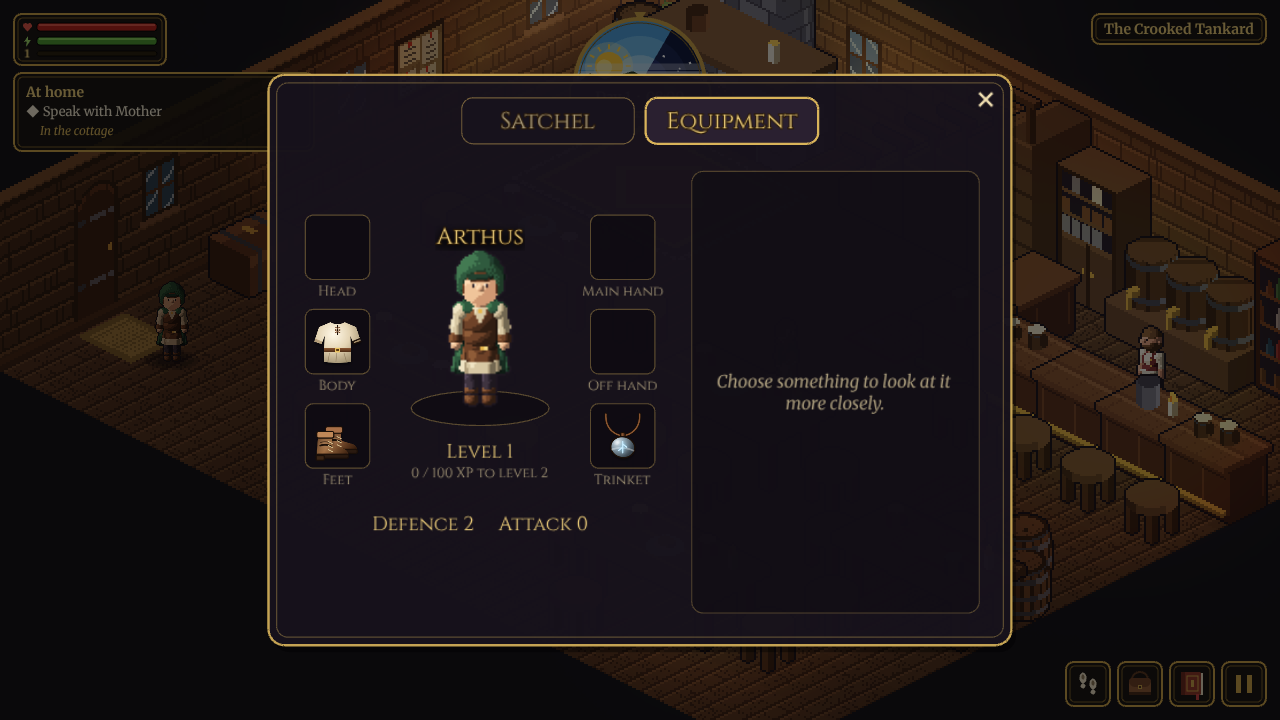 1
The Crooked Tankard
At home
◆ Speak with Mother
In the cottage
Satchel
Equipment
Arthus
Head
Main hand
Body
Off hand
Feet
Trinket
Level 1
0 / 100 XP to level 2
Defence 2
Attack 0
Choose something to look at it
more closely.